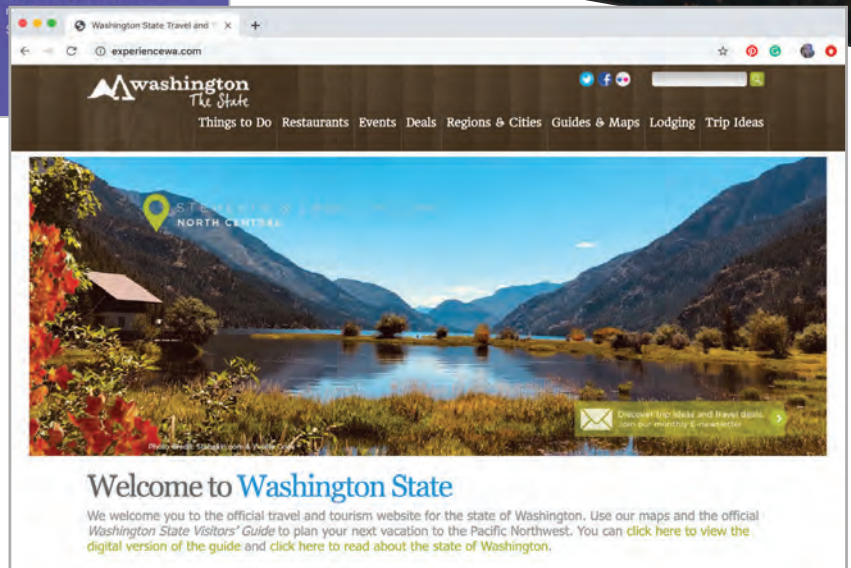 Washington State Travel and
experiencewa.com
washington
The State
Things to Do Restaurants Events Deals Regions & Cities Guides & Maps Lodging Trip Ideas
NORTH CENTRAL
Discover trip ideas and travel deals.
Join our monthly E-newsletter
Photo Credit:
Welcome to Washington State
We welcome you to the official travel and tourism website for the state of Washington. Use our maps and the official
Washington State Visitors' Guide to plan your next vacation to the Pacific Northwest. You can click here to view the
digital version of the guide and click here to read about the state of Washington.